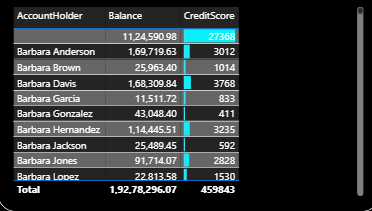 AccountHolder Balance CreditScore
11,24,590.98 27368
Barbara Anderson 1,69,719.63 3012
Barbara Brown 25,963.40 1014
Barbara Davis 1,68,309.84 3768
Barbara Garcia 11,511.72 833
Barbara Gonzalez 43,048.40 411
Barbara Hernandez 1,14,445.51 3235
Barbara Jackson 25,489.45 592
Barbara Jones 91,714.07 2828
Barbara Lopez 22,813.58 1530
Total 1,92,78,296.07 459843